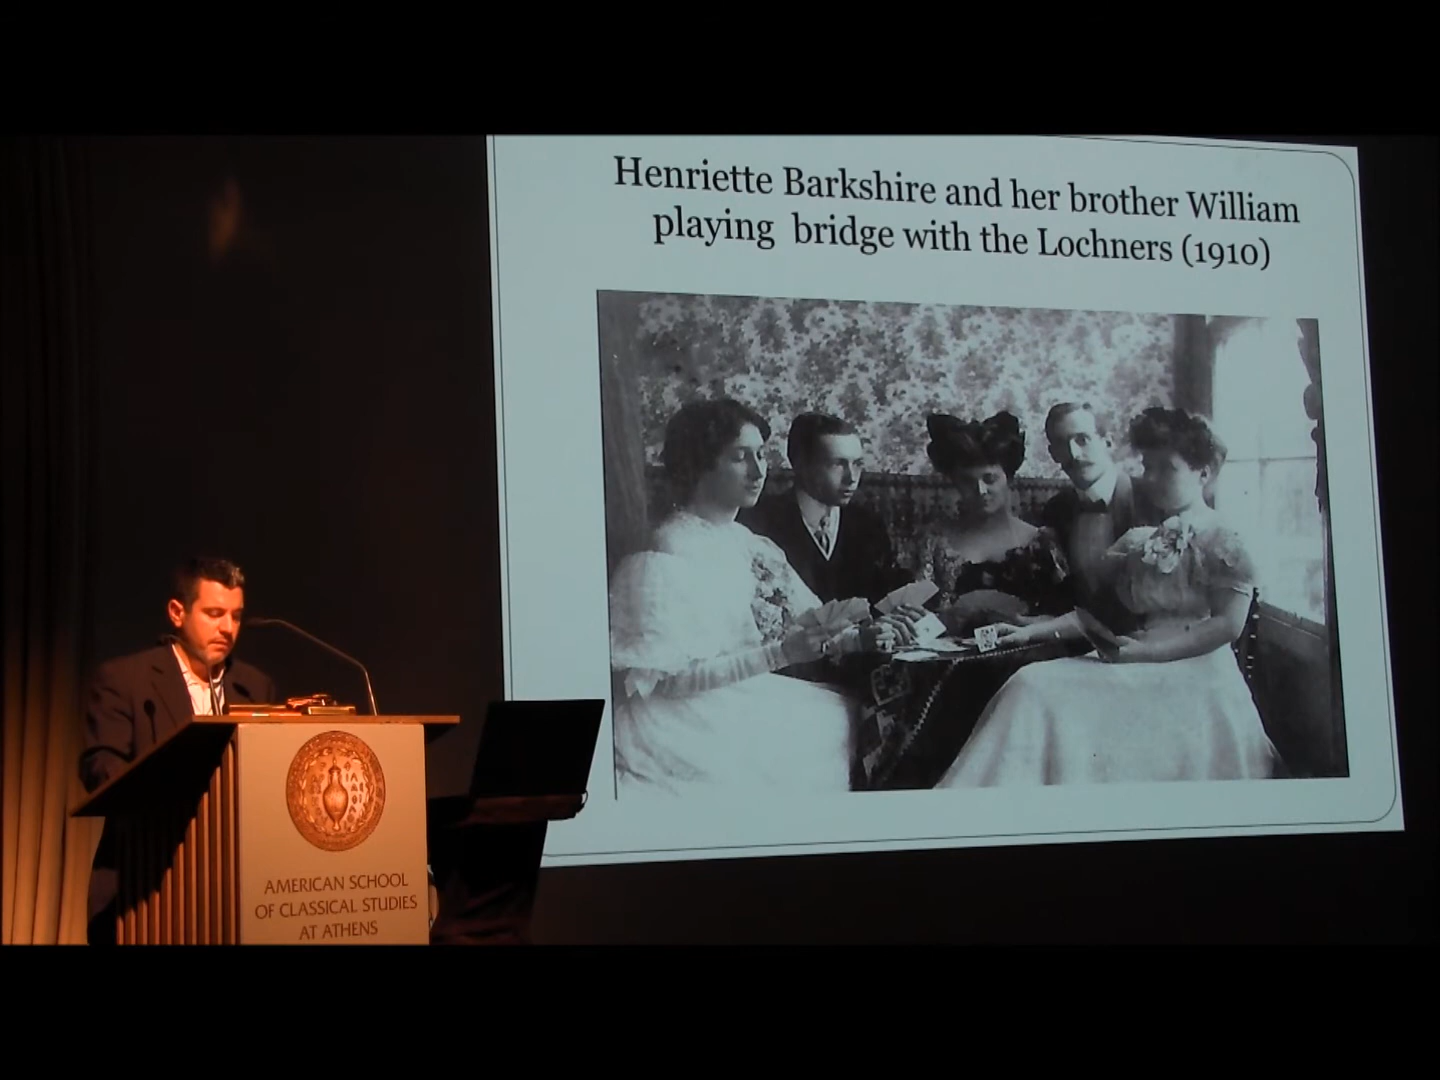 Henriette Barkshire and her brother William
playing bridge with the Lochners (1910)
AMERICAN SCHOOL
OF CLASSICAL STUDIES
AT ATHENS